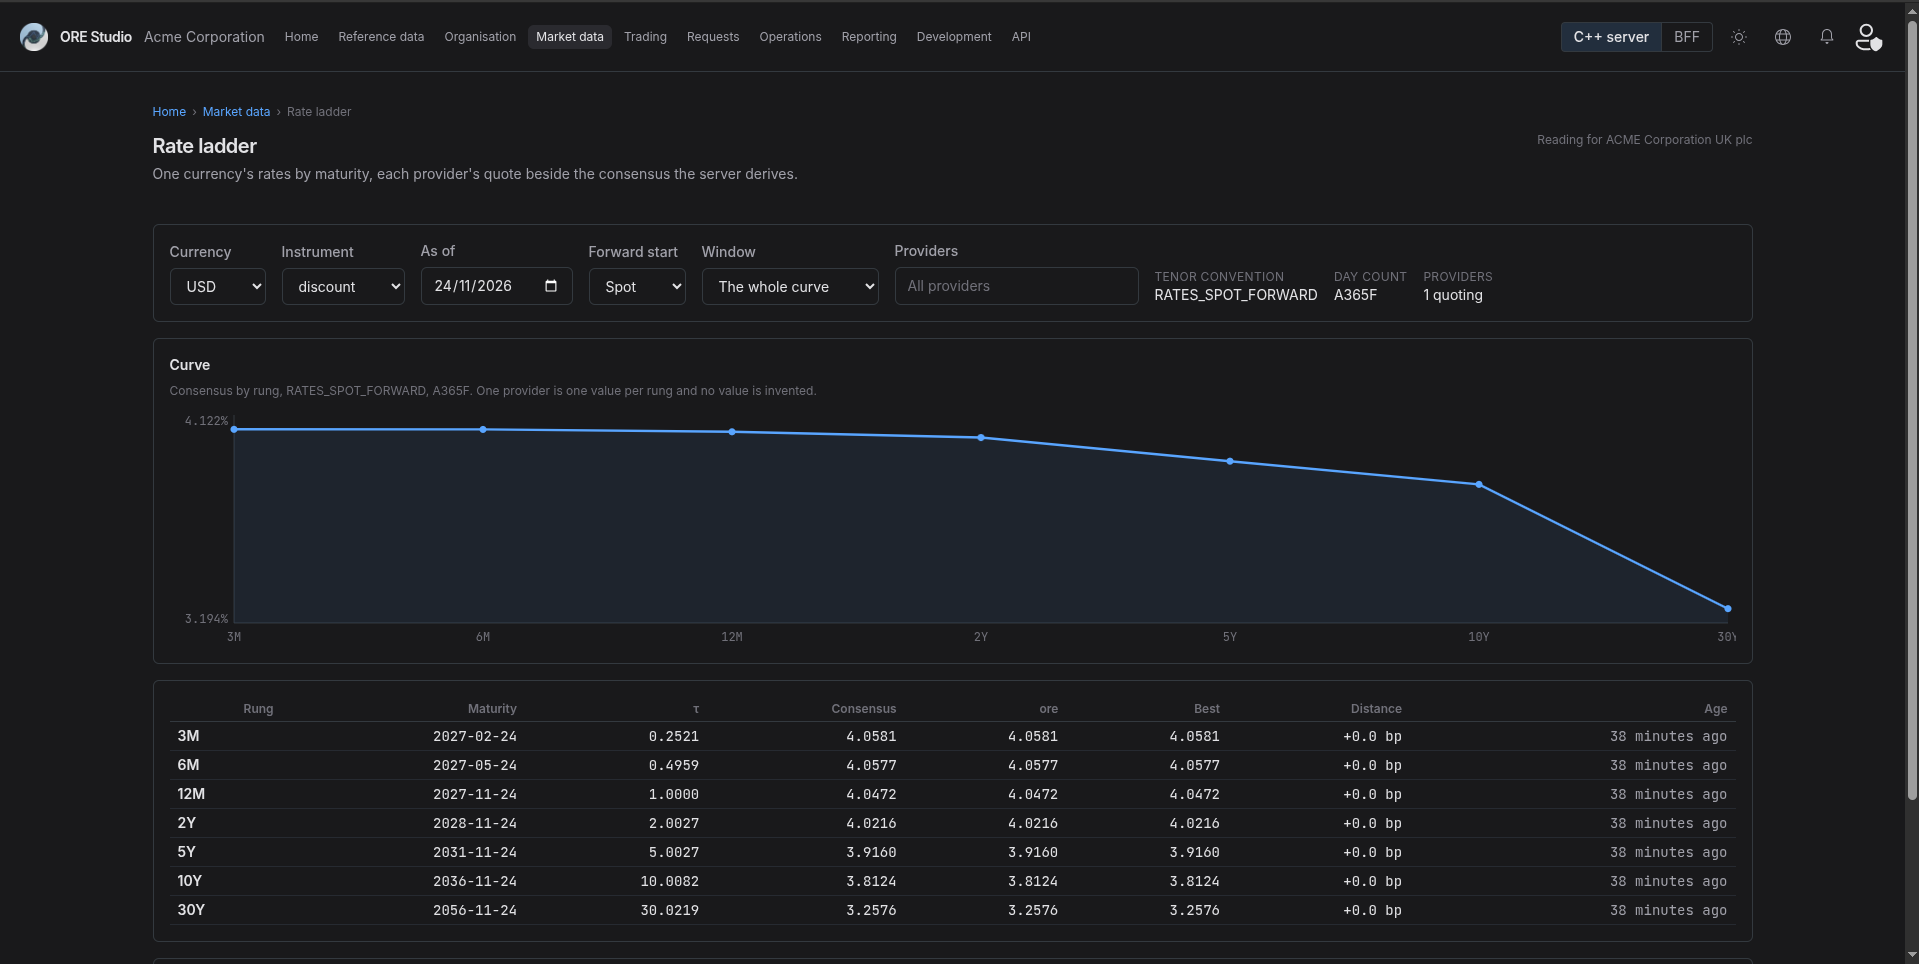 ORE Studio Acme Corporation Home Reference data Organisation Market data Trading Requests Operations Reporting Development API C++ server BFF
Home › Market data › Rate ladder
Rate ladder
Reading for ACME Corporation UK plc
One currency's rates by maturity, each provider's quote beside the consensus the server derives.
Currency Instrument As of Forward start Window Providers
USD discount 24/11/2026 Spot The whole curve All providers
TENOR CONVENTION DAY COUNT PROVIDERS
RATES_SPOT_FORWARD A365F 1 quoting
Curve
Consensus by rung, RATES_SPOT_FORWARD, A365F. One provider is one value per rung and no value is invented.
4.122%
3.194%
3M 6M 12M 2Y 5Y 10Y 30Y
Rung Maturity τ Consensus ore Best Distance Age
3M 2027-02-24 0.2521 4.0581 4.0581 4.0581 +0.0 bp 38 minutes ago
6M 2027-05-24 0.4959 4.0577 4.0577 4.0577 +0.0 bp 38 minutes ago
12M 2027-11-24 1.0000 4.0472 4.0472 4.0472 +0.0 bp 38 minutes ago
2Y 2028-11-24 2.0027 4.0216 4.0216 4.0216 +0.0 bp 38 minutes ago
5Y 2031-11-24 5.0027 3.9160 3.9160 3.9160 +0.0 bp 38 minutes ago
10Y 2036-11-24 10.0082 3.8124 3.8124 3.8124 +0.0 bp 38 minutes ago
30Y 2056-11-24 30.0219 3.2576 3.2576 3.2576 +0.0 bp 38 minutes ago